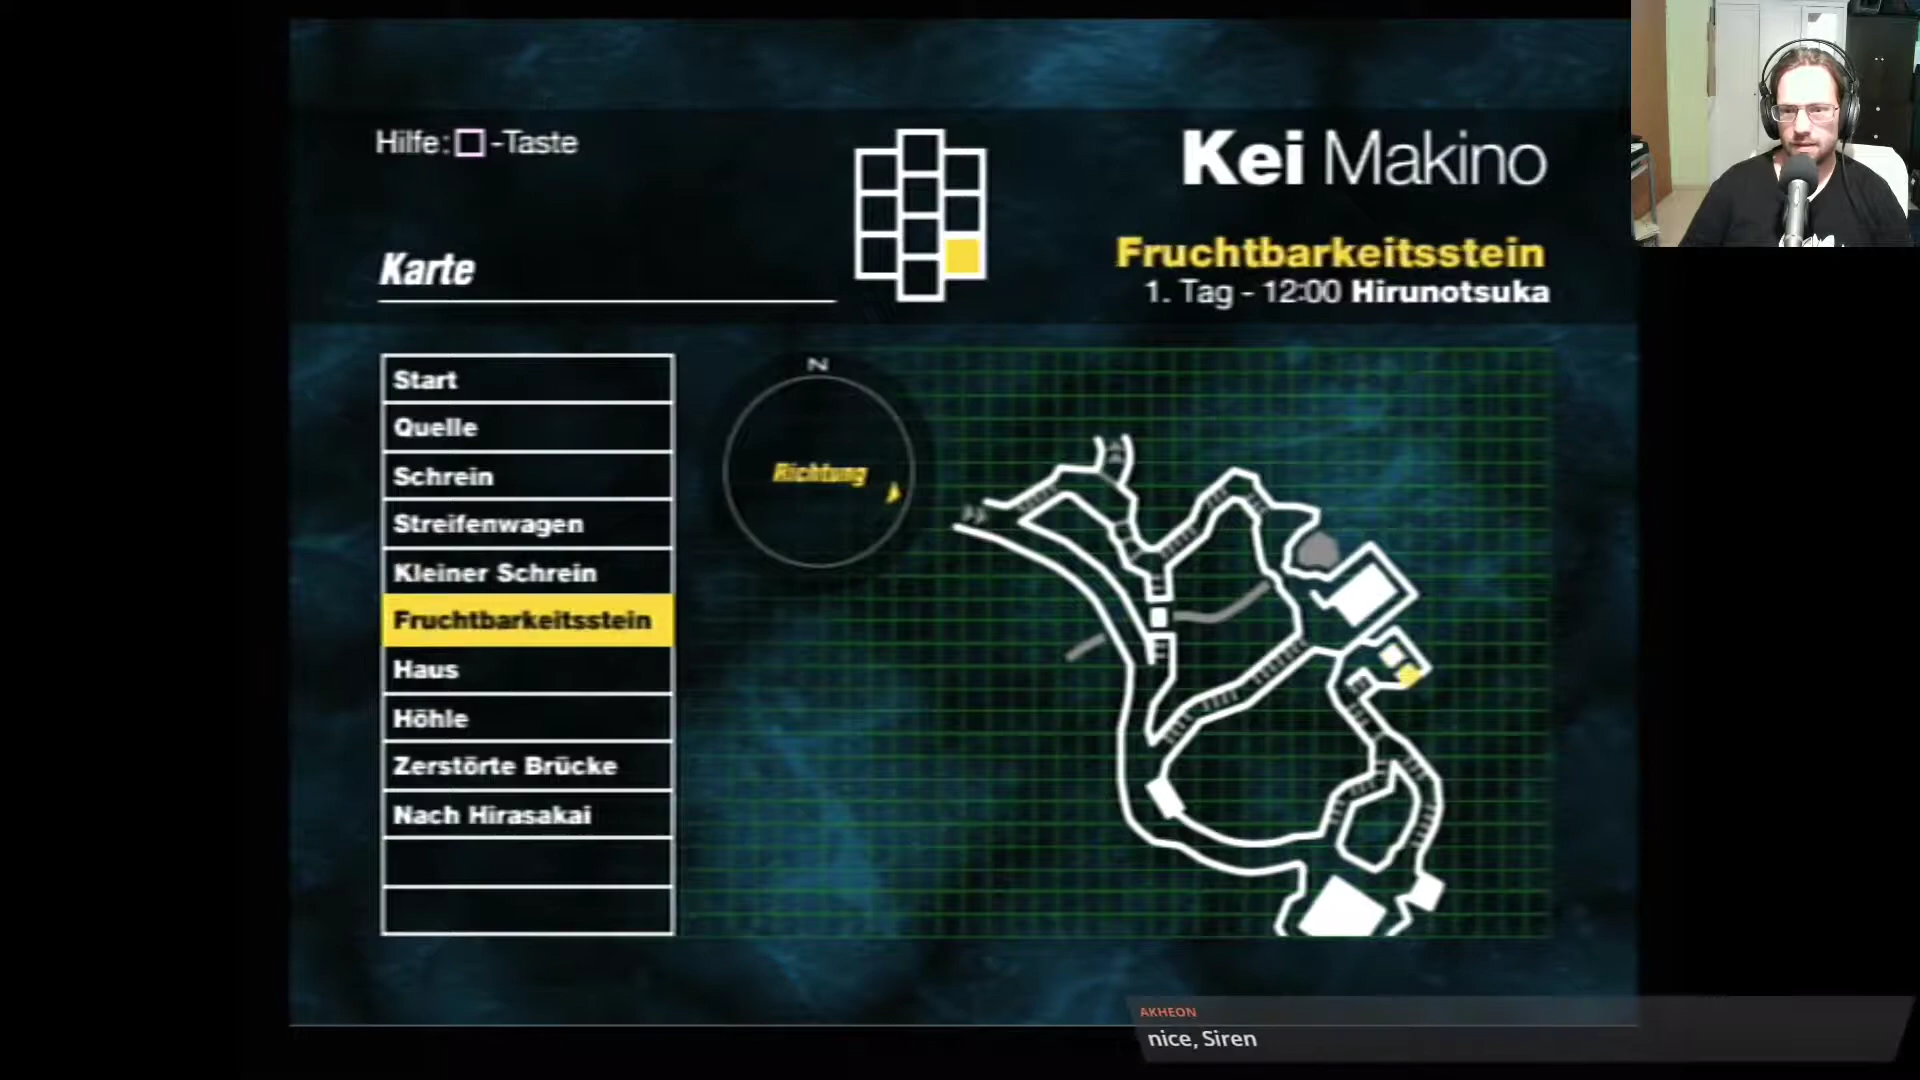 Hilfe: -Taste
Kei Makino
Fruchtbarkeitsstein
1. Tag - 12:00 Hirunotsuka
Karte
Start
Quelle
Schrein
Streifenwagen
Kleiner Schrein
Fruchtbarkeitsstein
Haus
Höhle
Zerstörte Brücke
Nach Hirasakai
N
Richtung
AKHEON
nice, Siren